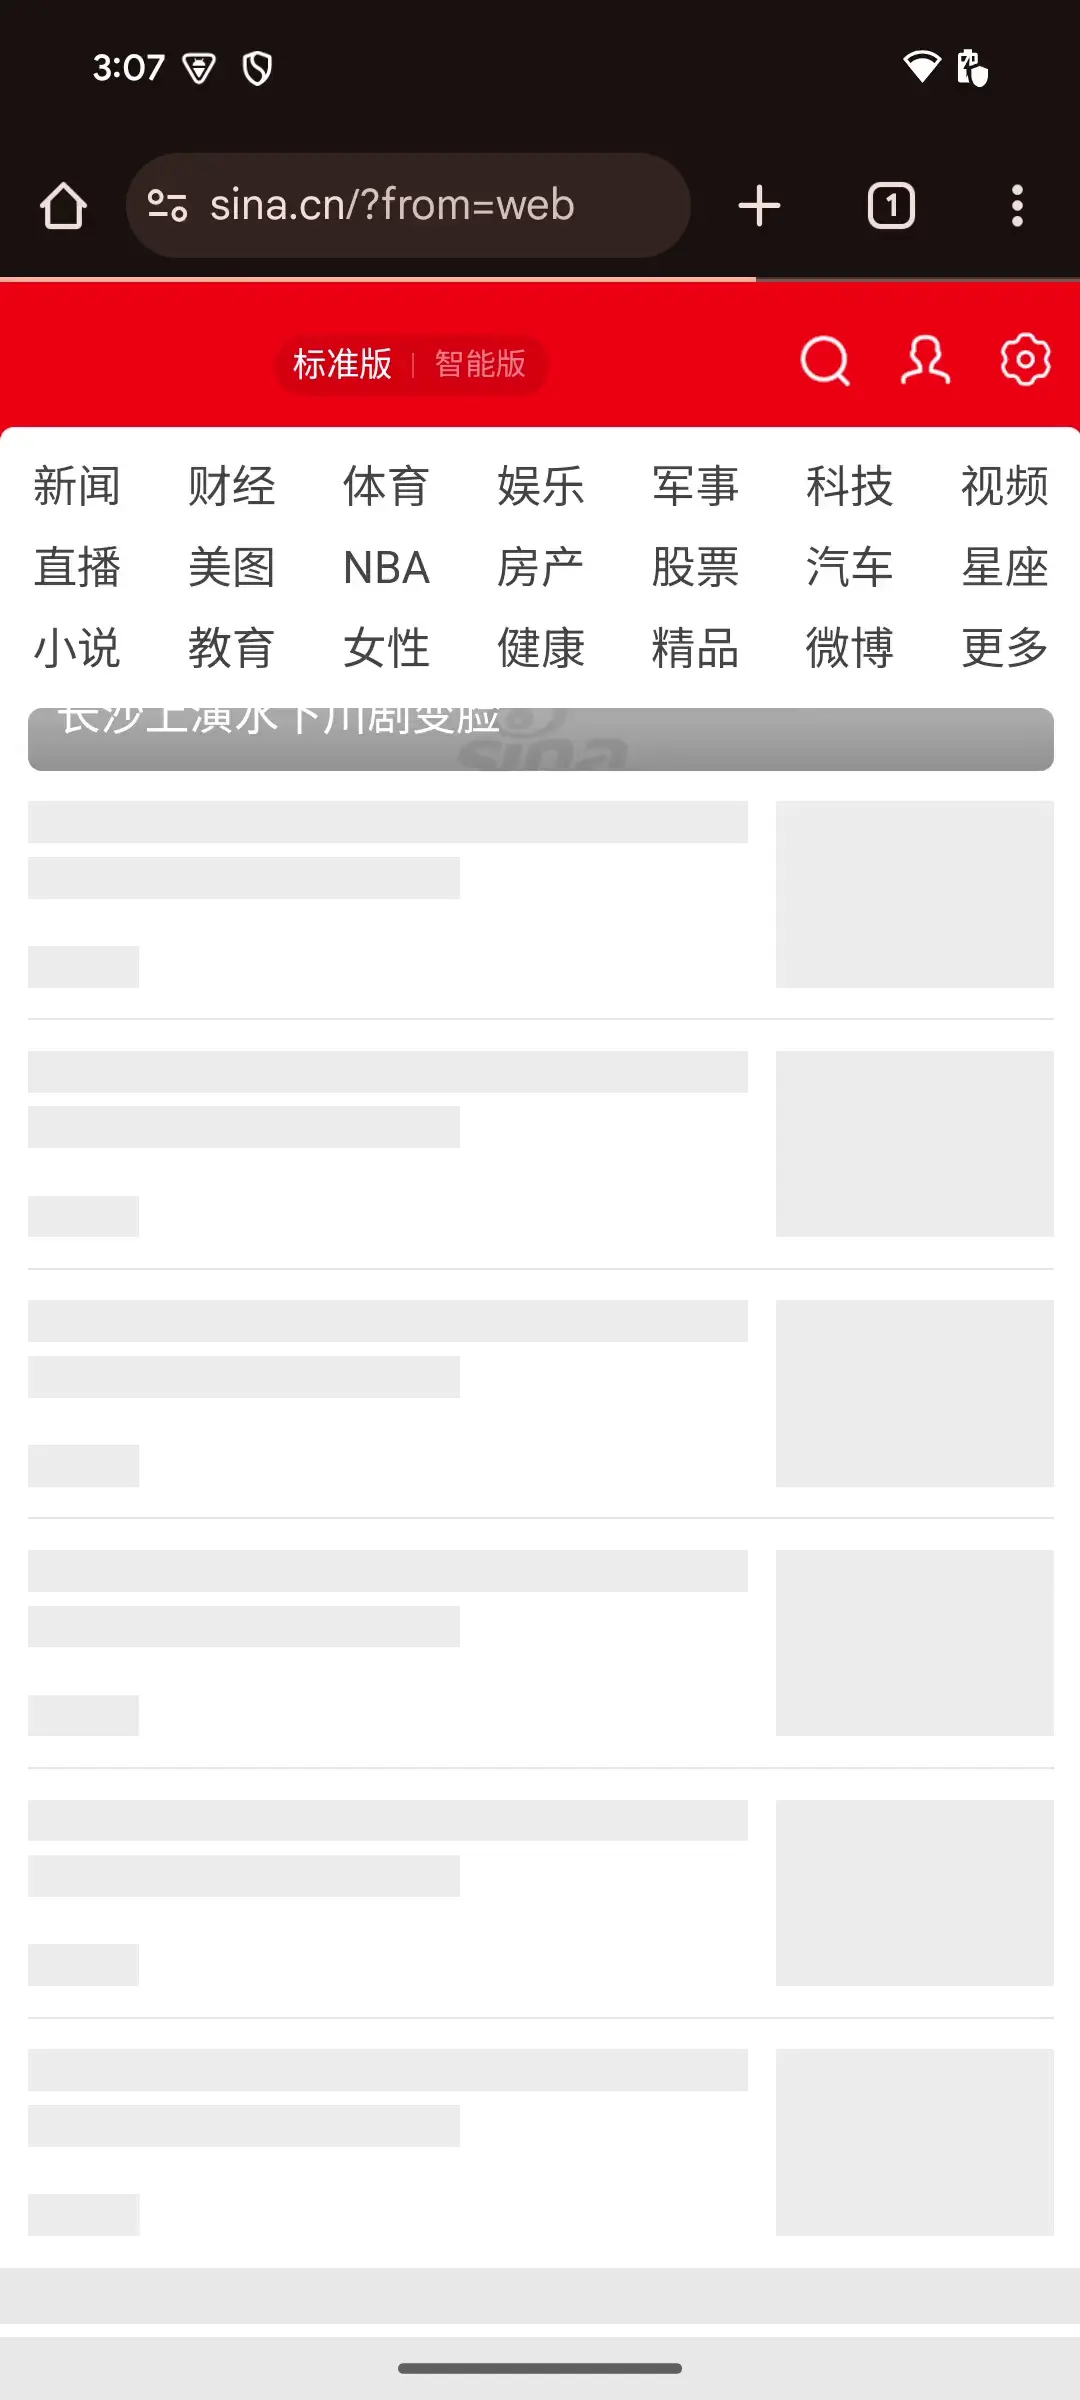 3:07
sina.cn/?from=web
1
标准版 | 智能版
新闻 财经 体育 娱乐 军事 科技 视频
直播 美图 NBA 房产 股票 汽车 星座
小说 教育 女性 健康 精品 微博 更多
长沙上演水下川剧变脸
sina